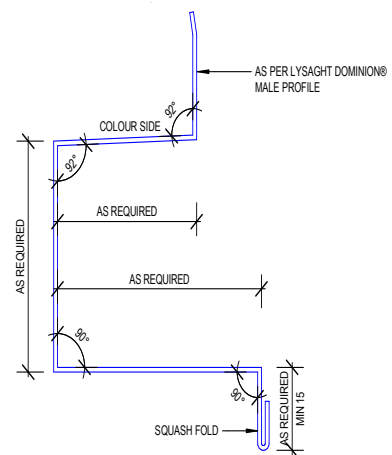 AS PER LYSAGHT DOMINION®
MALE PROFILE
92°
COLOUR SIDE
92°
AS REQUIRED
AS REQUIRED
AS REQUIRED
90°
90°
AS REQUIRED
MIN 15
SQUASH FOLD